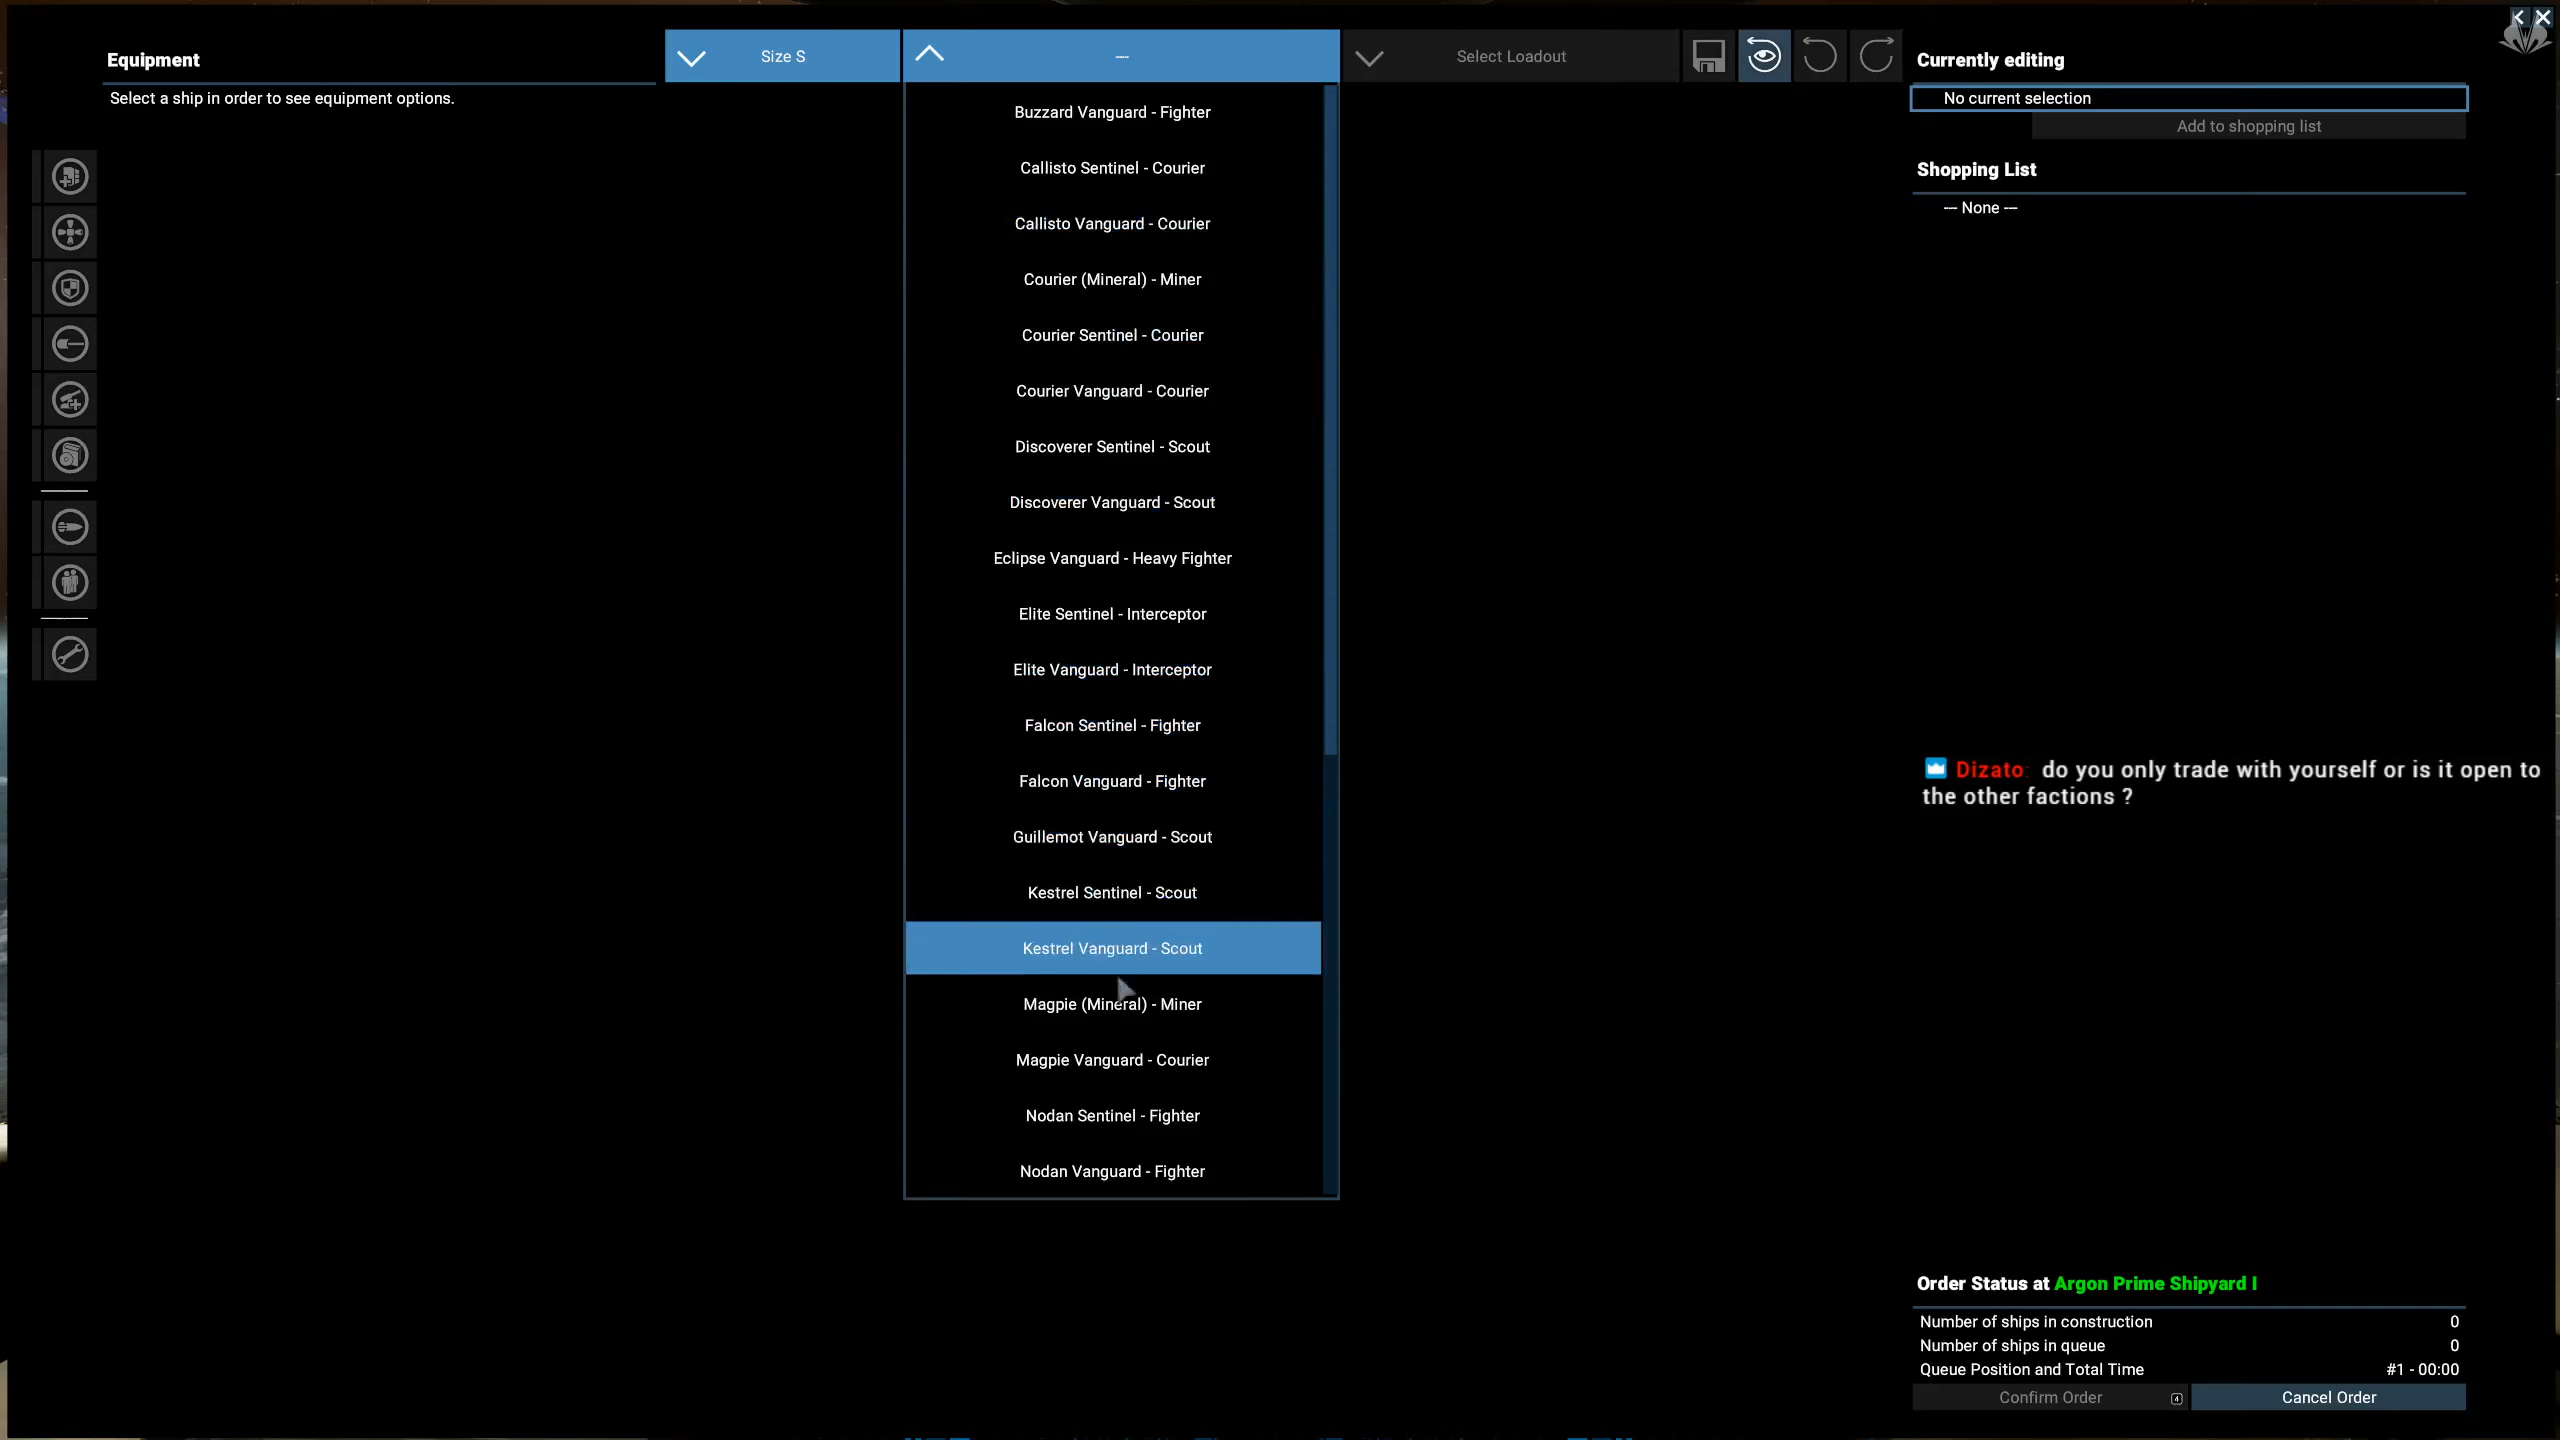 Equipment
Select a ship in order to see equipment options.
Size S
—
Select Loadout
Buzzard Vanguard - Fighter
Callisto Sentinel - Courier
Callisto Vanguard - Courier
Courier (Mineral) - Miner
Courier Sentinel - Courier
Courier Vanguard - Courier
Discoverer Sentinel - Scout
Discoverer Vanguard - Scout
Eclipse Vanguard - Heavy Fighter
Elite Sentinel - Interceptor
Elite Vanguard - Interceptor
Falcon Sentinel - Fighter
Falcon Vanguard - Fighter
Guillemot Vanguard - Scout
Kestrel Sentinel - Scout
Kestrel Vanguard - Scout
Magpie (Mineral) - Miner
Magpie Vanguard - Courier
Nodan Sentinel - Fighter
Nodan Vanguard - Fighter
Currently editing
No current selection
Add to shopping list
Shopping List
— None —
Dizato: do you only trade with yourself or is it open to
the other factions ?
Order Status at Argon Prime Shipyard I
Number of ships in construction 0
Number of ships in queue 0
Queue Position and Total Time #1 - 00:00
Confirm Order 4 Cancel Order